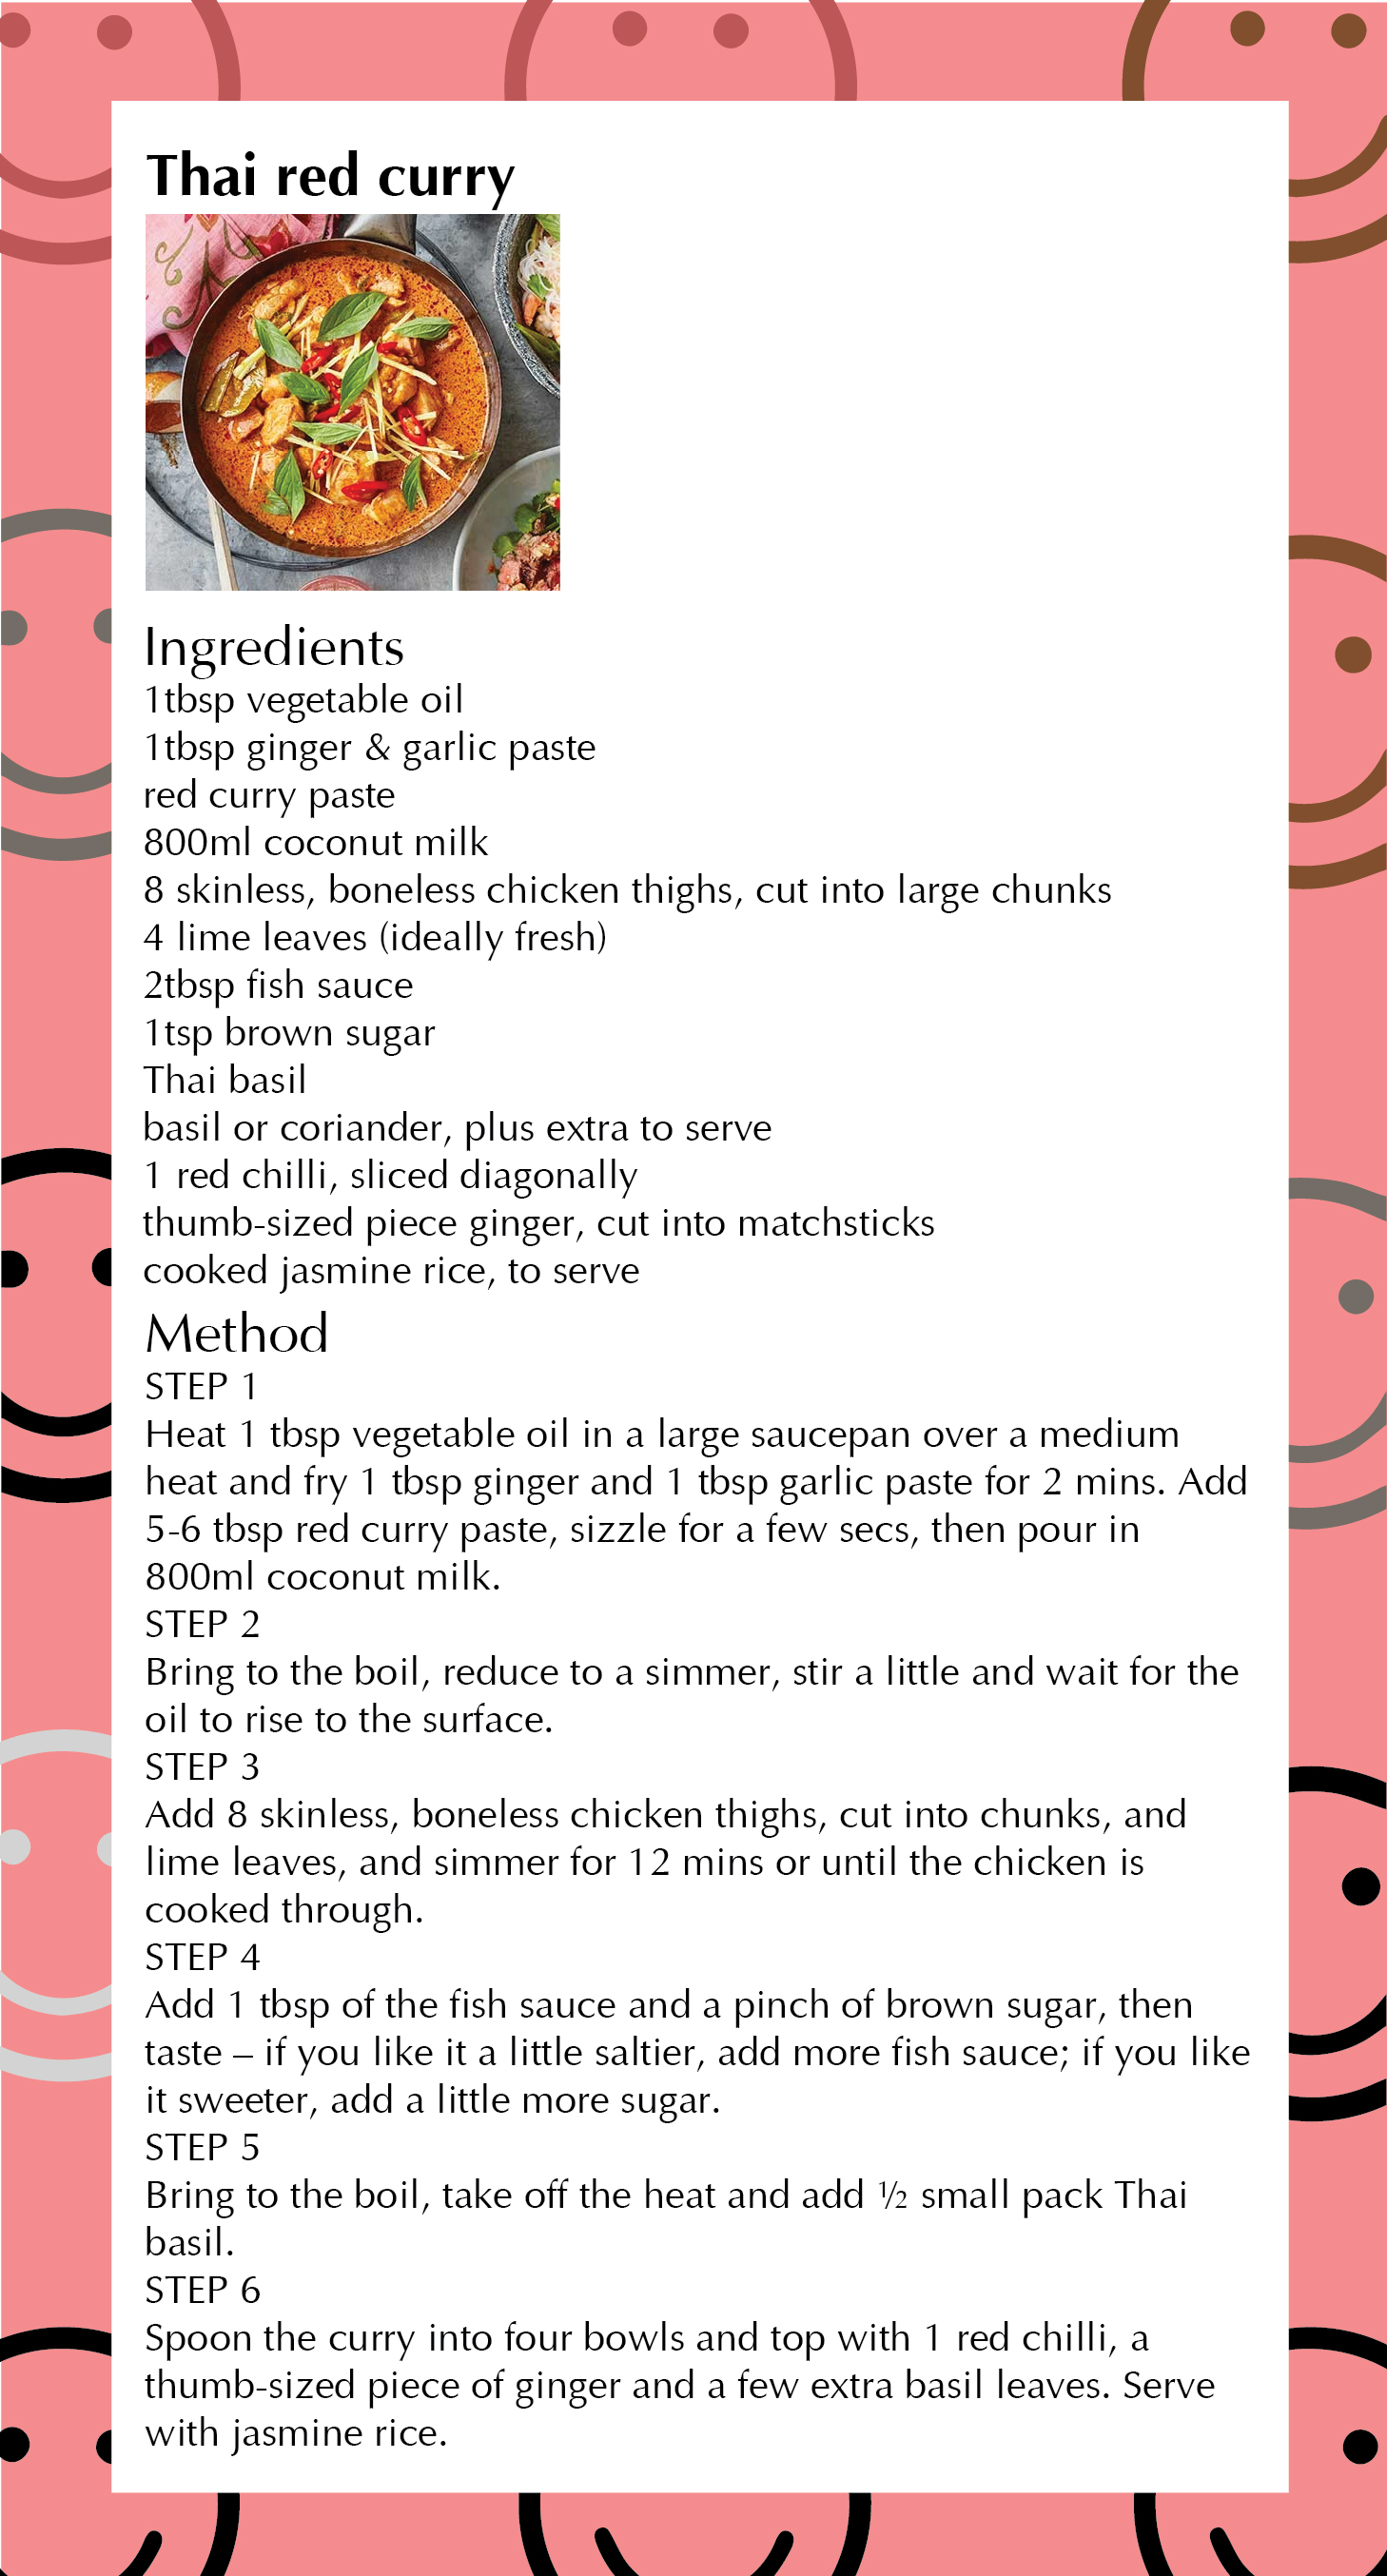 Thai red curry
Ingredients
1tbsp vegetable oil
1tbsp ginger & garlic paste
red curry paste
800ml coconut milk
8 skinless, boneless chicken thighs, cut into large chunks
4 lime leaves (ideally fresh)
2tbsp fish sauce
1tsp brown sugar
Thai basil
basil or coriander, plus extra to serve
1 red chilli, sliced diagonally
thumb-sized piece ginger, cut into matchsticks
cooked jasmine rice, to serve
Method
STEP 1
Heat 1 tbsp vegetable oil in a large saucepan over a medium
heat and fry 1 tbsp ginger and 1 tbsp garlic paste for 2 mins. Add
5-6 tbsp red curry paste, sizzle for a few secs, then pour in
800ml coconut milk.
STEP 2
Bring to the boil, reduce to a simmer, stir a little and wait for the
oil to rise to the surface.
STEP 3
Add 8 skinless, boneless chicken thighs, cut into chunks, and
lime leaves, and simmer for 12 mins or until the chicken is
cooked through.
STEP 4
Add 1 tbsp of the fish sauce and a pinch of brown sugar, then
taste – if you like it a little saltier, add more fish sauce; if you like
it sweeter, add a little more sugar.
STEP 5
Bring to the boil, take off the heat and add ½ small pack Thai
basil.
STEP 6
Spoon the curry into four bowls and top with 1 red chilli, a
thumb-sized piece of ginger and a few extra basil leaves. Serve
with jasmine rice.